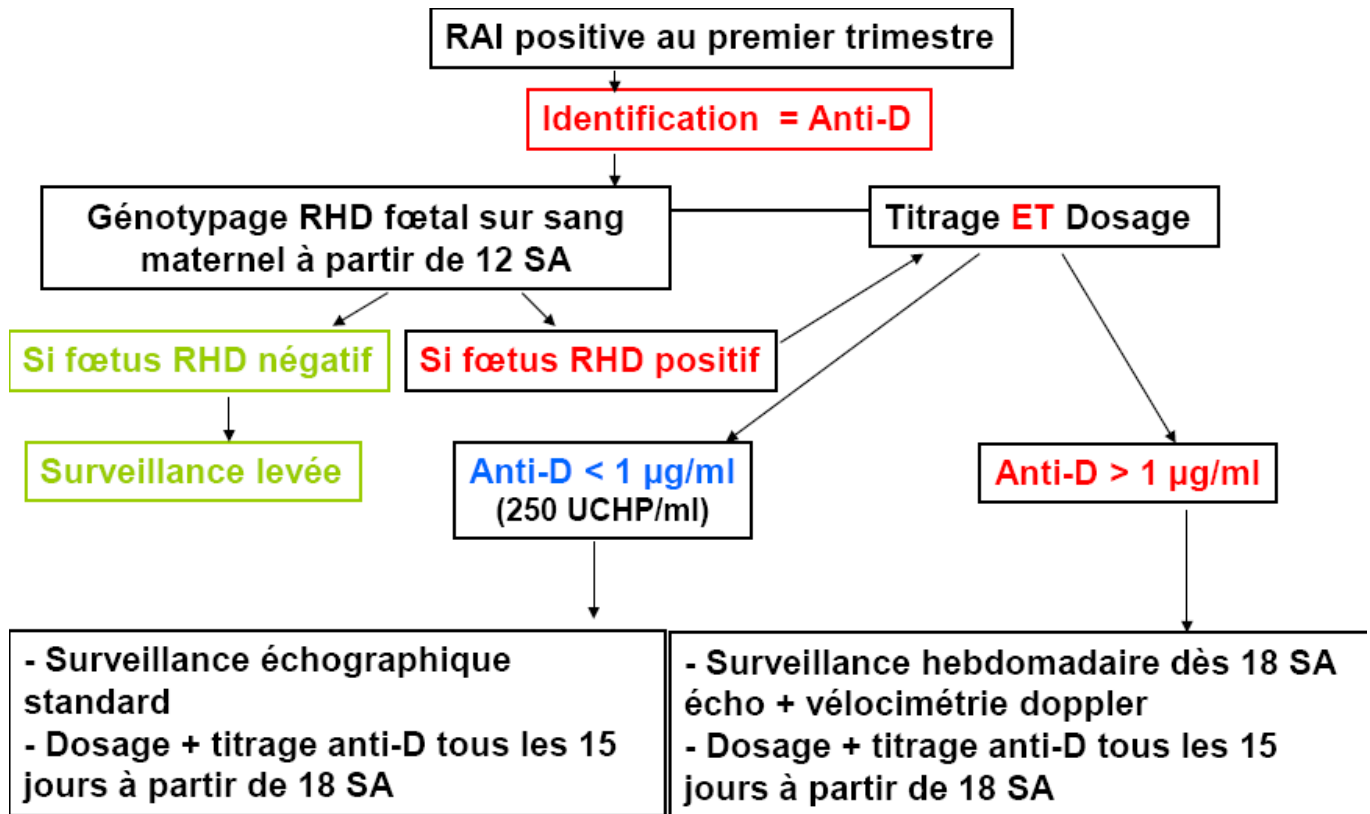 RAI positive au premier trimestre
Identification = Anti-D
Génotypage RHD fœtal sur sang
maternel à partir de 12 SA
Titrage ET Dosage
Si fœtus RHD négatif
Si fœtus RHD positif
Surveillance levée
Anti-D < 1 µg/ml
(250 UCHP/ml)
Anti-D > 1 µg/ml
- Surveillance échographique
standard
- Dosage + titrage anti-D tous les 15
jours à partir de 18 SA
- Surveillance hebdomadaire dès 18 SA
écho + vélocimétrie doppler
- Dosage + titrage anti-D tous les 15
jours à partir de 18 SA